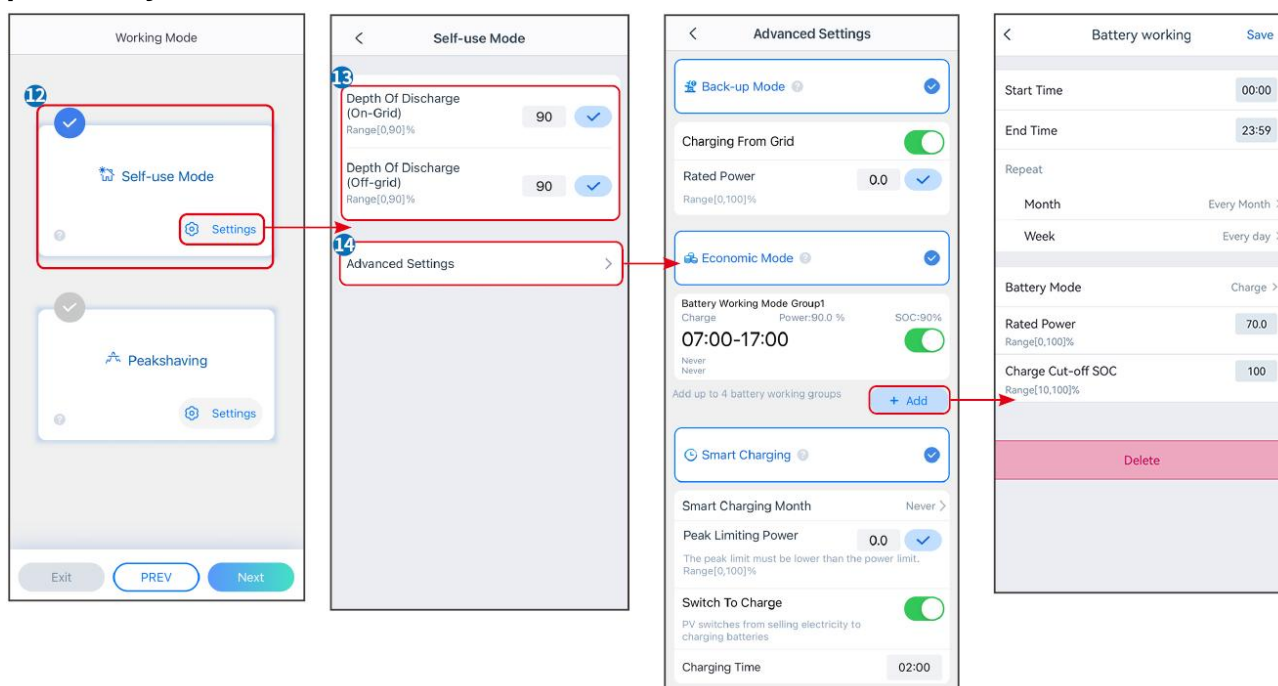 Working Mode
12
Self-use Mode
Settings
Peakshaving
Settings
Exit
PREV
Next
Self-use Mode
13
Depth Of Discharge
(On-Grid)
90
Range[0,90]%
Depth Of Discharge
(Off-grid)
90
Range[0,90]%
14
Advanced Settings
Advanced Settings
Back-up Mode
Charging From Grid
Rated Power
0.0
Range[0,100]%
Economic Mode
Battery Working Mode Group1
Charge Power:90.0 % SOC:90%
07:00-17:00
Never
Never
Add up to 4 battery working groups
+ Add
Smart Charging
Smart Charging Month Never
Peak Limiting Power 0.0
The peak limit must be lower than the power limit.
Range[0,100]%
Switch To Charge
PV switches from selling electricity to
charging batteries
Charging Time 02:00
Battery working Save
Start Time 00:00
End Time 23:59
Repeat
Month Every Month
Week Every day
Battery Mode Charge
Rated Power 70.0
Range[0,100]%
Charge Cut-off SOC 100
Range[10,100]%
Delete